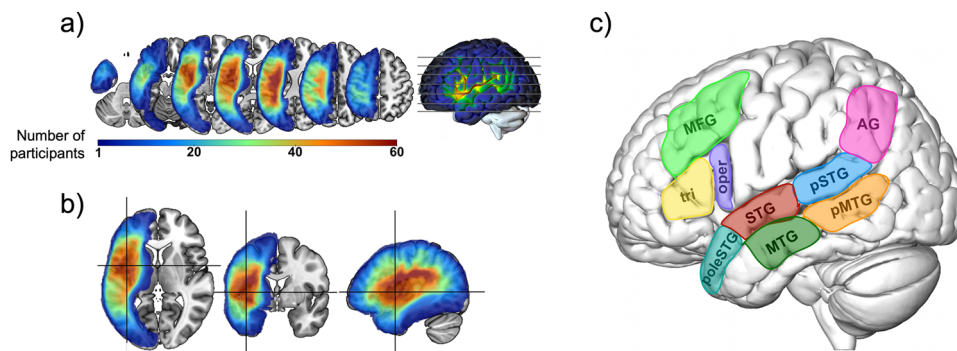 a)
Number of
participants
1
20
40
60
b)
c)
MFG
tri
oper
AG
pSTG
pMTG
STG
MTG
poleSTG